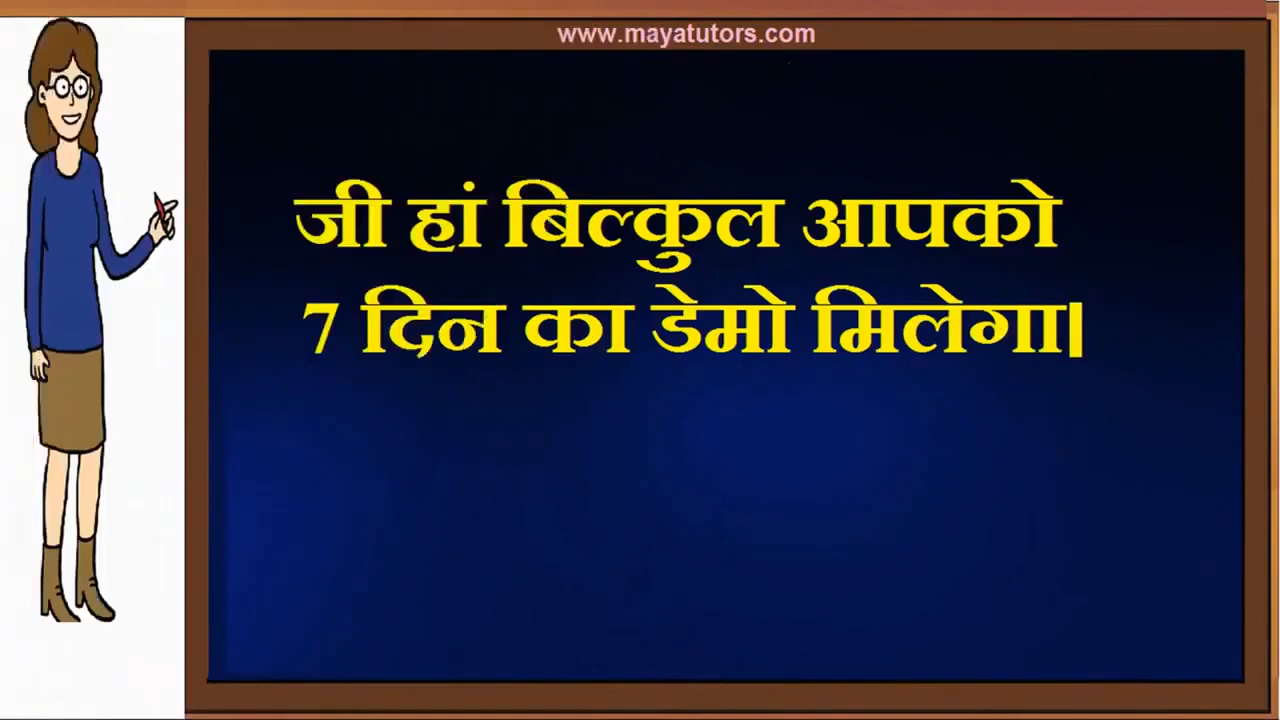 www.mayatutors.com
जी हां बिल्कुल आपको
7 दिन का डेमो मिलेगा।